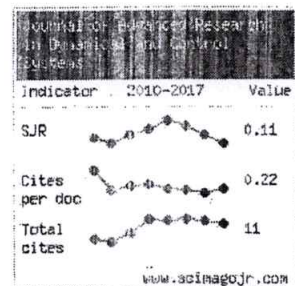 Journal of Advanced Research
in Dynamical and Control
Systems
Indicator 2010-2017 Value
SJR 0.11
Cites
per doc 0.22
Total
cites 11
www.scimagojr.com